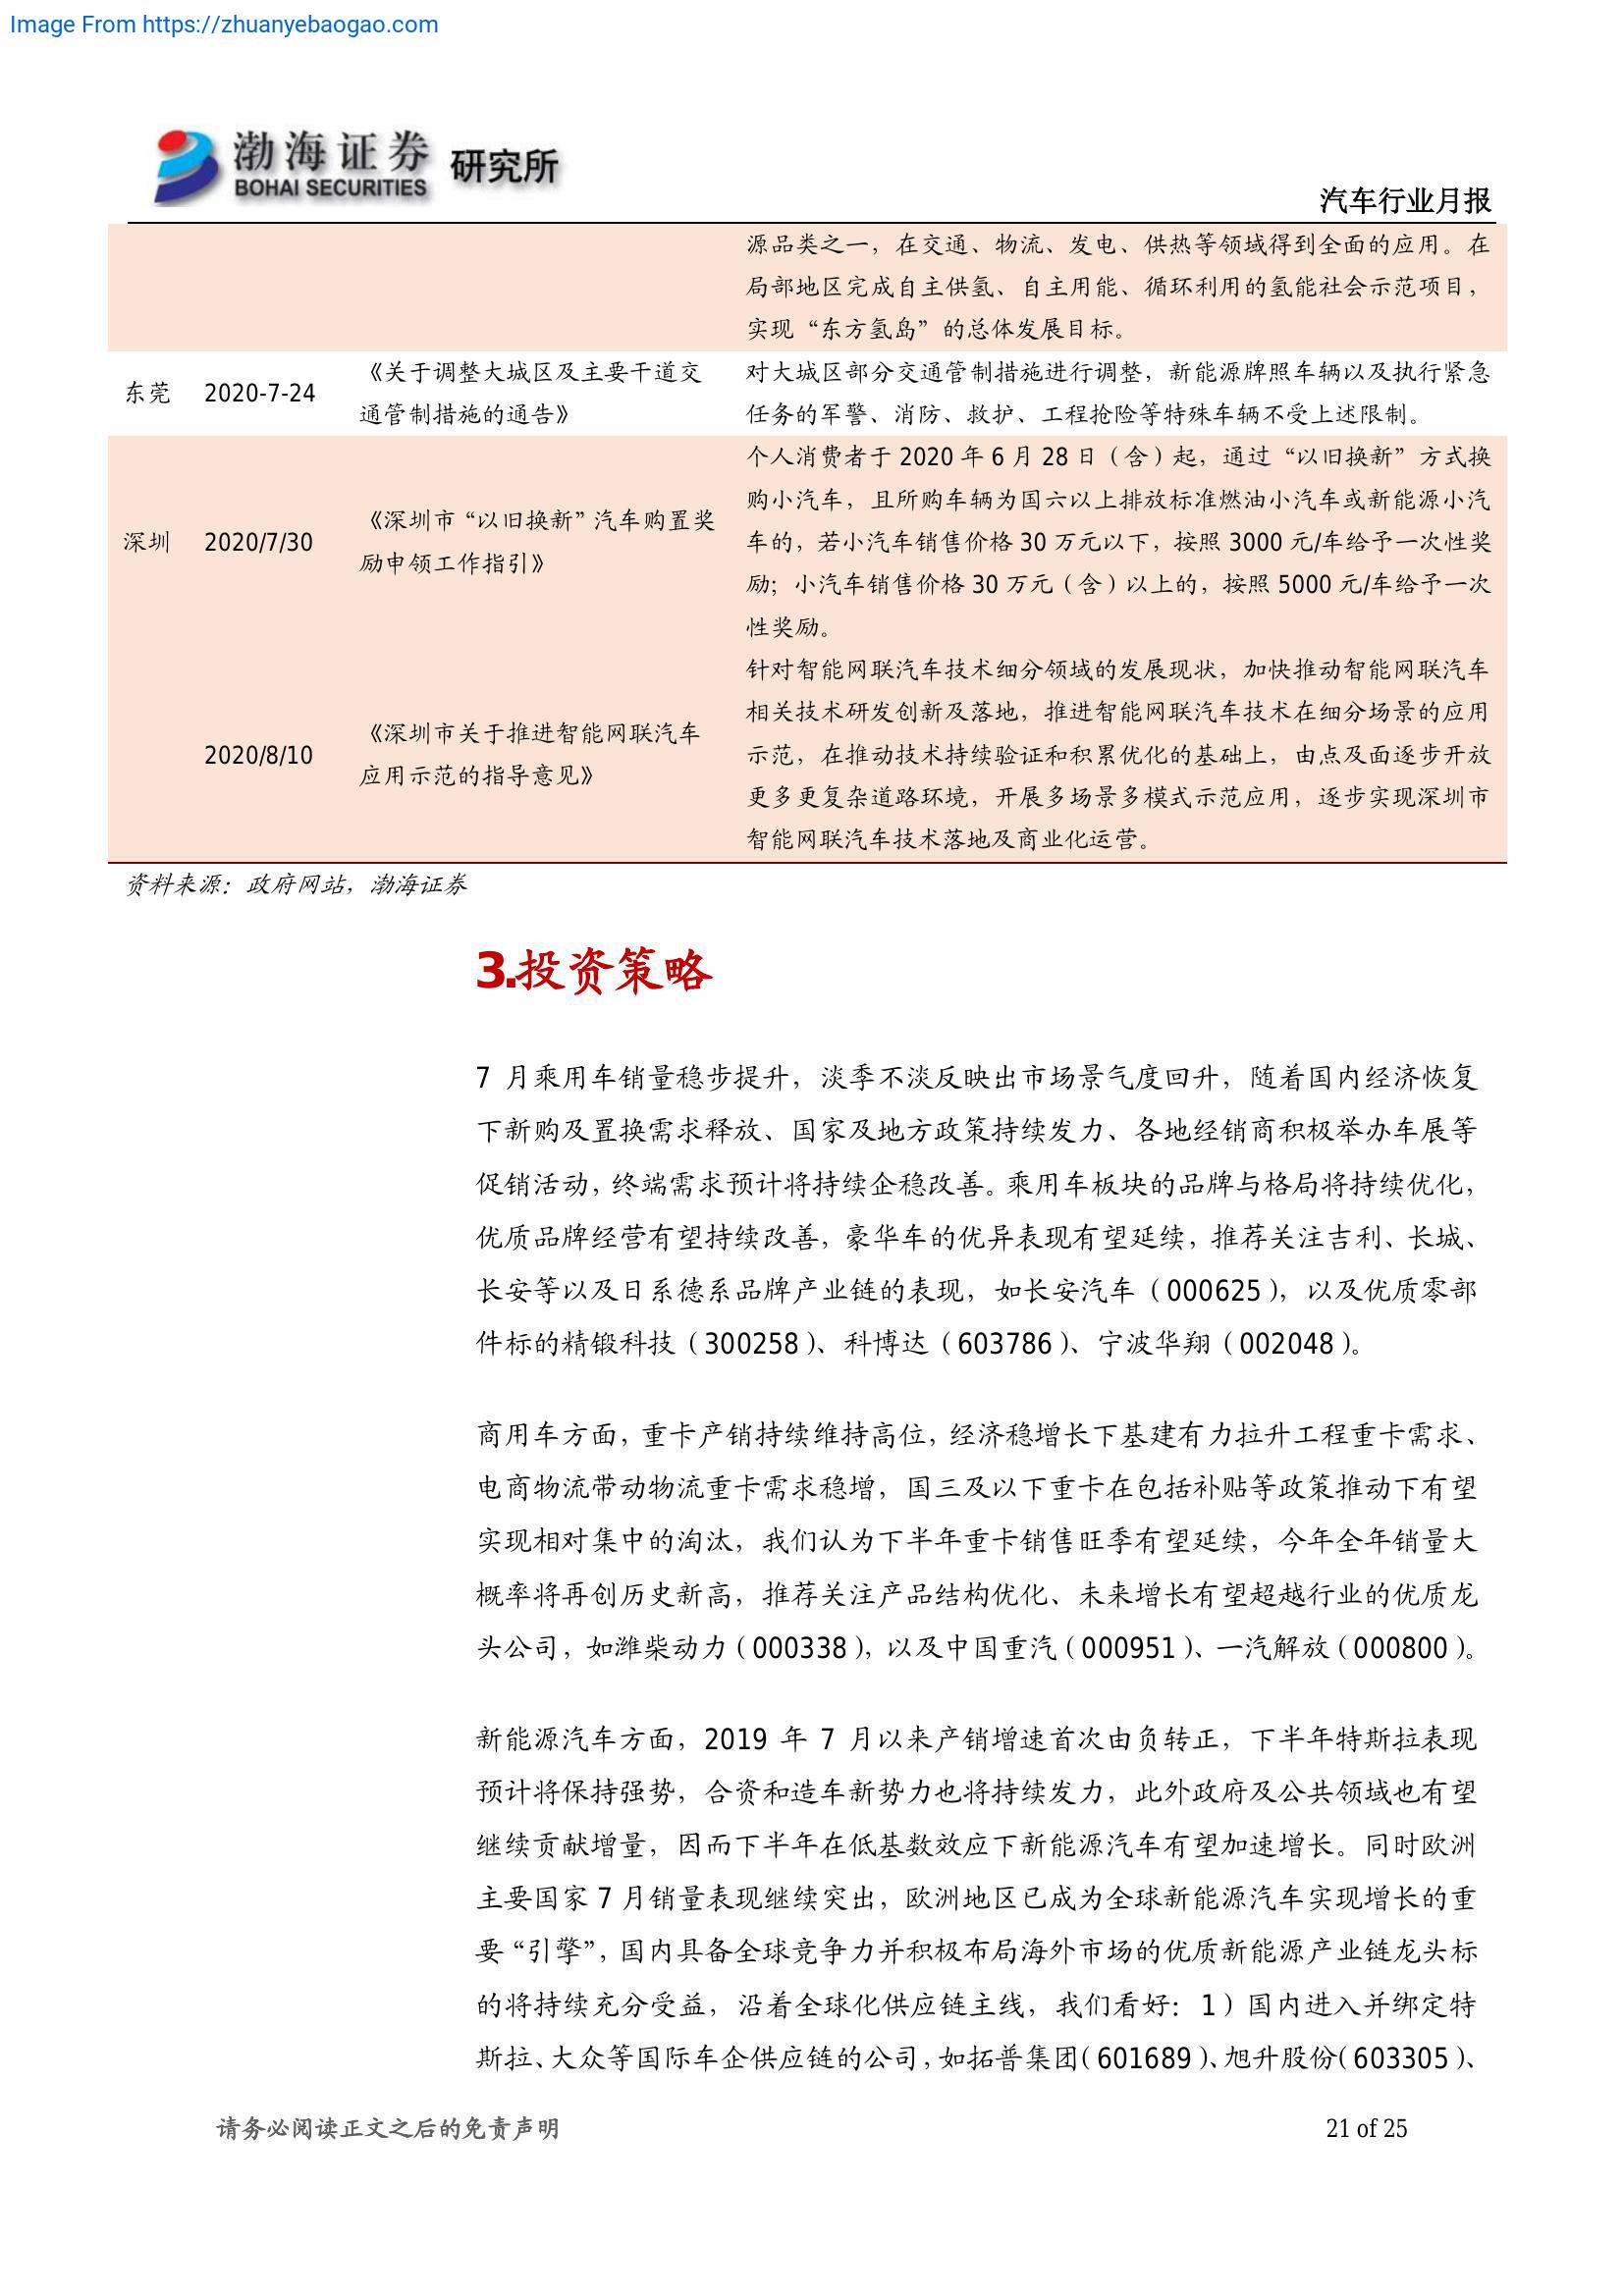 Image From https://zhuanyebaogao.com
渤海证券 研究所
BOHAI SECURITIES
汽车行业月报
源品类之一，在交通、物流、发电、供热等领域得到全面的应用。在
局部地区完成自主供氢、自主用能、循环利用的氢能社会示范项目，
实现“东方氢岛”的总体发展目标。
东莞 2020-7-24
《关于调整大城区及主要干道交
通管制措施的通告》
对大城区部分交通管制措施进行调整，新能源牌照车辆以及执行紧急
任务的军警、消防、救护、工程抢险等特殊车辆不受上述限制。
深圳 2020/7/30
《深圳市“以旧换新”汽车购置奖
励申领工作指引》
个人消费者于 2020 年 6 月 28 日（含）起，通过“以旧换新”方式换
购小汽车，且所购车辆为国六以上排放标准燃油小汽车或新能源小汽
车的，若小汽车销售价格 30 万元以下，按照 3000 元/车给予一次性奖
励；小汽车销售价格 30 万元（含）以上的，按照 5000 元/车给予一次
性奖励。
2020/8/10
《深圳市关于推进智能网联汽车
应用示范的指导意见》
针对智能网联汽车技术细分领域的发展现状，加快推动智能网联汽车
相关技术研发创新及落地，推进智能网联汽车技术在细分场景的应用
示范，在推动技术持续验证和积累优化的基础上，由点及面逐步开放
更多更复杂道路环境，开展多场景多模式示范应用，逐步实现深圳市
智能网联汽车技术落地及商业化运营。
资料来源：政府网站，渤海证券
3.投资策略
7 月乘用车销量稳步提升，淡季不淡反映出市场景气度回升，随着国内经济恢复
下新购及置换需求释放、国家及地方政策持续发力、各地经销商积极举办车展等
促销活动，终端需求预计将持续企稳改善。乘用车板块的品牌与格局将持续优化，
优质品牌经营有望持续改善，豪华车的优异表现有望延续，推荐关注吉利、长城、
长安等以及日系德系品牌产业链的表现，如长安汽车（000625），以及优质零部
件标的精锻科技（300258）、科博达（603786）、宁波华翔（002048）。
商用车方面，重卡产销持续维持高位，经济稳增长下基建有力拉升工程重卡需求、
电商物流带动物流重卡需求稳增，国三及以下重卡在包括补贴等政策推动下有望
实现相对集中的淘汰，我们认为下半年重卡销售旺季有望延续，今年全年销量大
概率将再创历史新高，推荐关注产品结构优化、未来增长有望超越行业的优质龙
头公司，如潍柴动力（000338），以及中国重汽（000951）、一汽解放（000800）。
新能源汽车方面，2019 年 7 月以来产销增速首次由负转正，下半年特斯拉表现
预计将保持强势，合资和造车新势力也将持续发力，此外政府及公共领域也有望
继续贡献增量，因而下半年在低基数效应下新能源汽车有望加速增长。同时欧洲
主要国家 7 月销量表现继续突出，欧洲地区已成为全球新能源汽车实现增长的重
要“引擎”，国内具备全球竞争力并积极布局海外市场的优质新能源产业链龙头标
的将持续充分受益，沿着全球化供应链主线，我们看好：1）国内进入并绑定特
斯拉、大众等国际车企供应链的公司，如拓普集团（601689）、旭升股份（603305）、
请务必阅读正文之后的免责声明
21 of 25